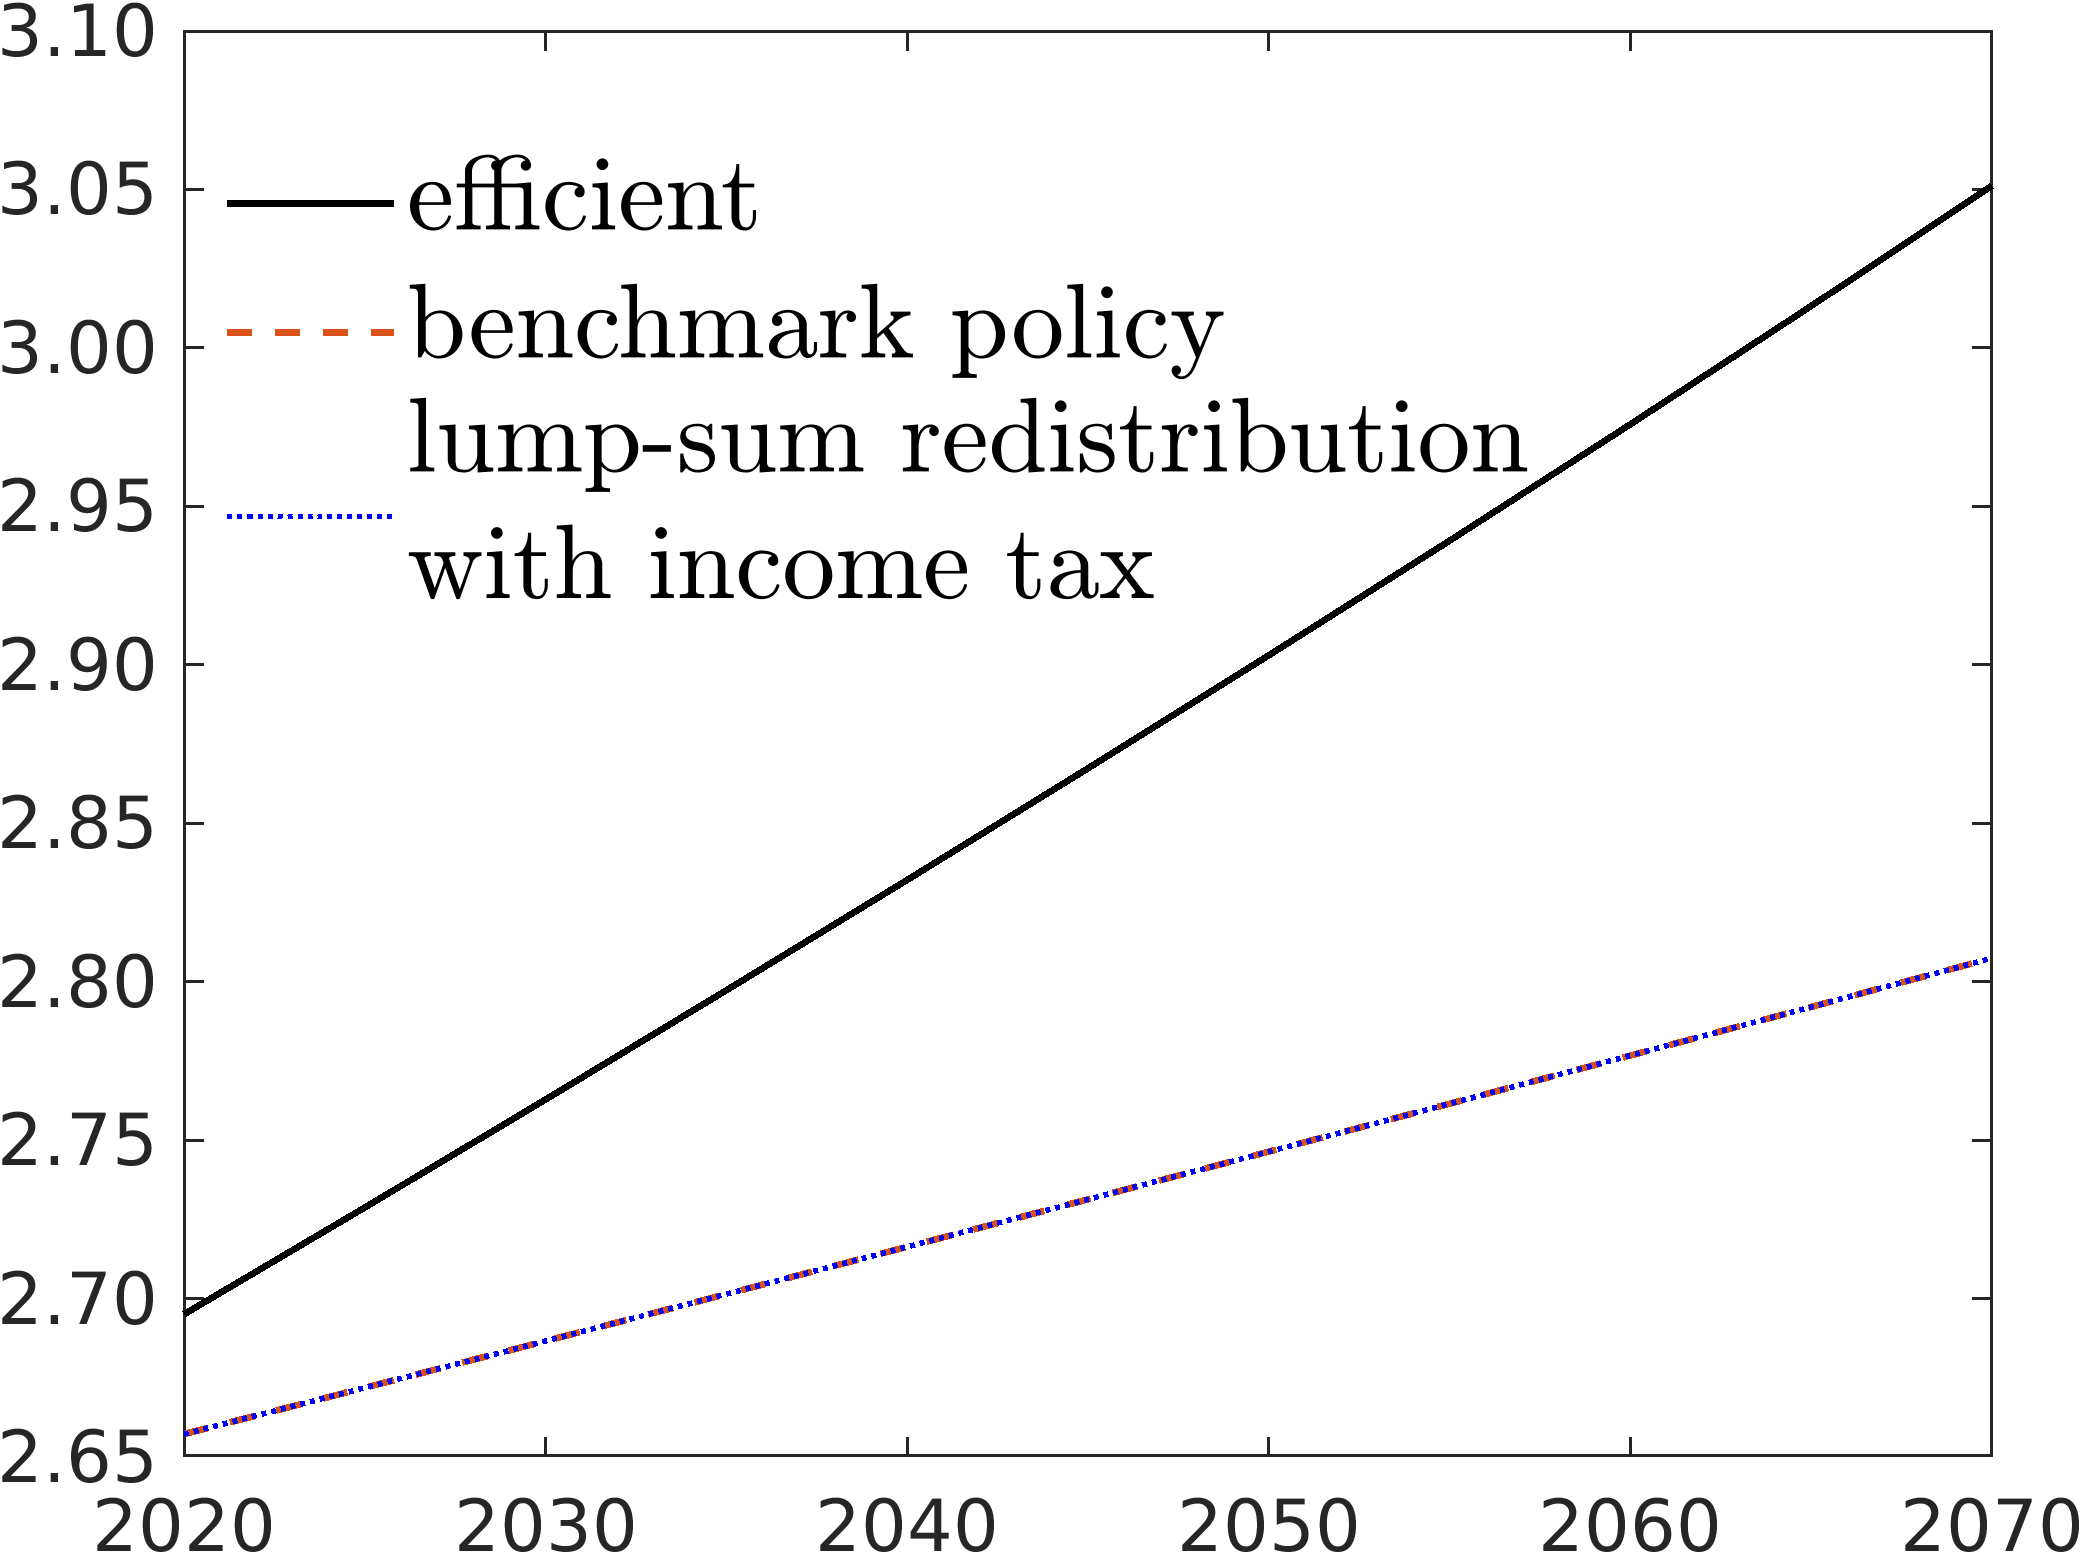 3.10
3.05
3.00
2.95
2.90
2.85
2.80
2.75
2.70
2.65
efficient
benchmark policy
lump-sum redistribution
with income tax
2020 2030 2040 2050 2060 2070